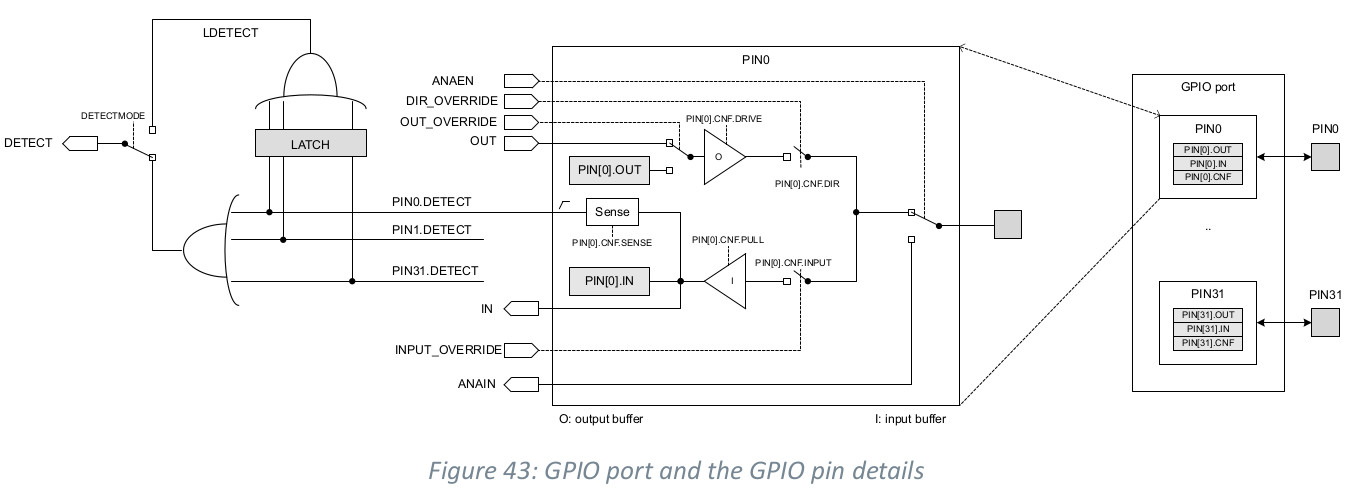 LDETECT
DETECTMODE
DETECT
LATCH
PIN0.DETECT
PIN1.DETECT
PIN31.DETECT
PIN0
ANAEN
DIR_OVERRIDE
OUT_OVERRIDE
OUT
PIN[0].CNF.DRIVE
O
PIN[0].OUT
PIN[0].CNF.DIR
Sense
PIN[0].CNF.SENSE
PIN[0].CNF.PULL
PIN[0].CNF.INPUT
PIN[0].IN
I
IN
INPUT_OVERRIDE
ANAIN
O: output buffer
I: input buffer
GPIO port
PIN0
PIN[0].OUT
PIN[0].IN
PIN[0].CNF
PIN0
..
PIN31
PIN[31].OUT
PIN[31].IN
PIN[31].CNF
PIN31
Figure 43: GPIO port and the GPIO pin details